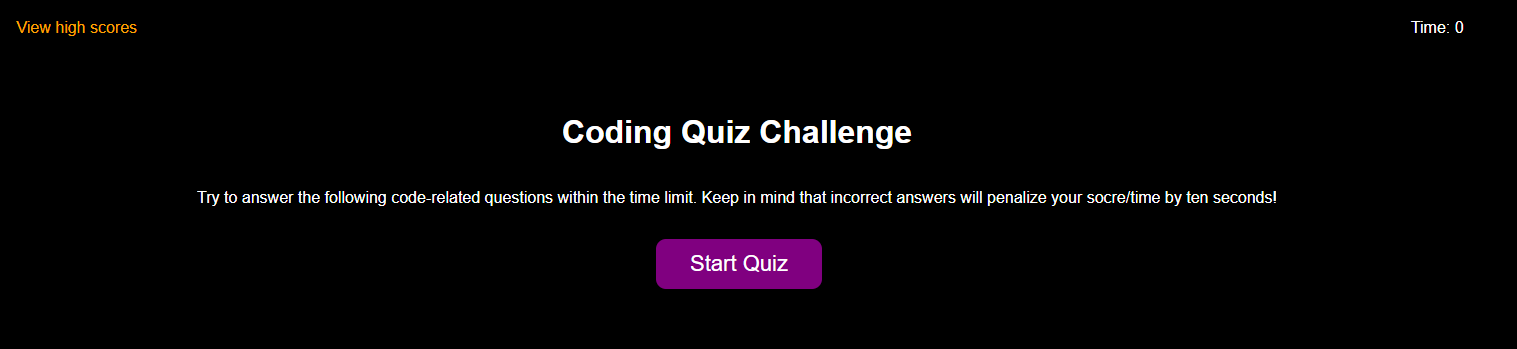 View high scores
Time: 0
Coding Quiz Challenge
Try to answer the following code-related questions within the time limit. Keep in mind that incorrect answers will penalize your socre/time by ten seconds!
Start Quiz